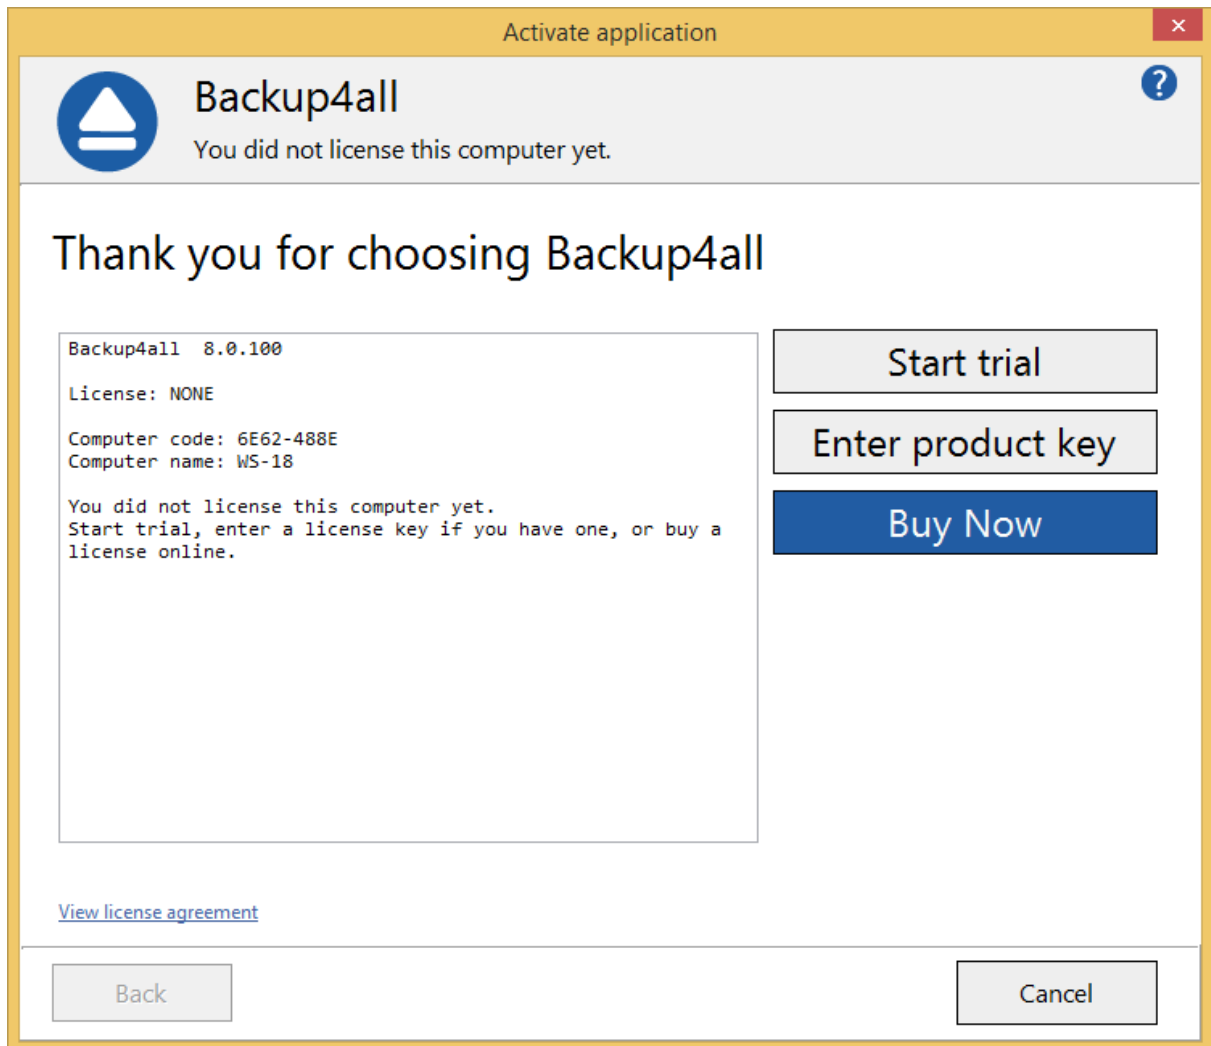 Activate application
Backup4all
You did not license this computer yet.
?
Thank you for choosing Backup4all
Backup4all  8.0.100
License: NONE
Computer code: 6E62-488E
Computer name: WS-18
You did not license this computer yet.
Start trial, enter a license key if you have one, or buy a
license online.
Start trial
Enter product key
Buy Now
View license agreement
Back
Cancel